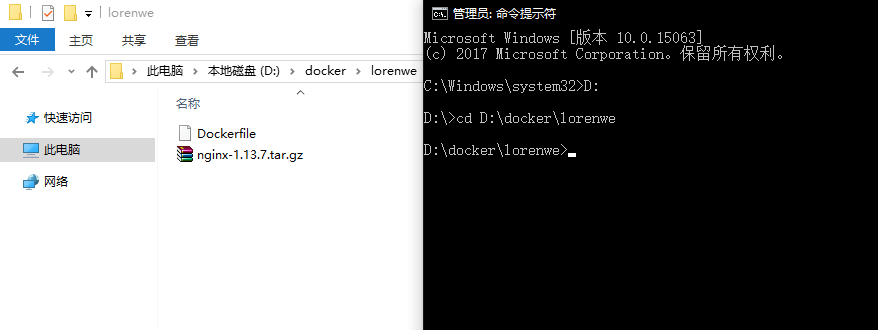 lorenwe
文件 主页 共享 查看
此电脑 本地磁盘 (D:) docker lorenwe
名称
快速访问
此电脑
网络
Dockerfile
nginx-1.13.7.tar.gz
管理员: 命令提示符
Microsoft Windows [版本 10.0.15063]
(c) 2017 Microsoft Corporation。保留所有权利。
C:\Windows\system32>D:
D:\>cd D:\docker\lorenwe
D:\docker\lorenwe>